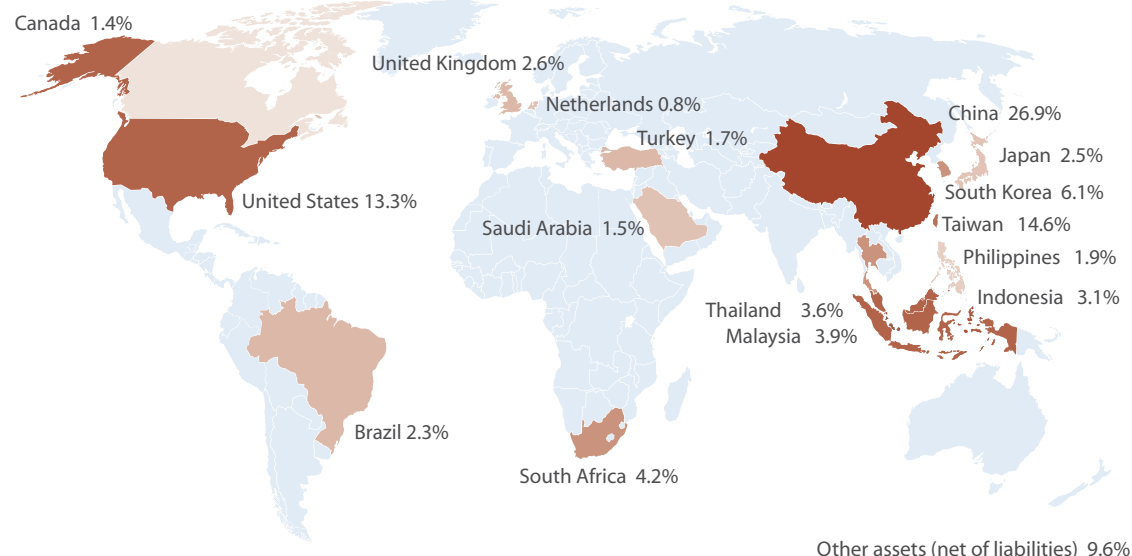 Canada 1.4%
United Kingdom 2.6%
Netherlands 0.8%
Turkey 1.7%
China 26.9%
Japan 2.5%
South Korea 6.1%
United States 13.3%
Taiwan 14.6%
Saudi Arabia 1.5%
Philippines 1.9%
Indonesia 3.1%
Thailand 3.6%
Malaysia 3.9%
Brazil 2.3%
South Africa 4.2%
Other assets (net of liabilities) 9.6%